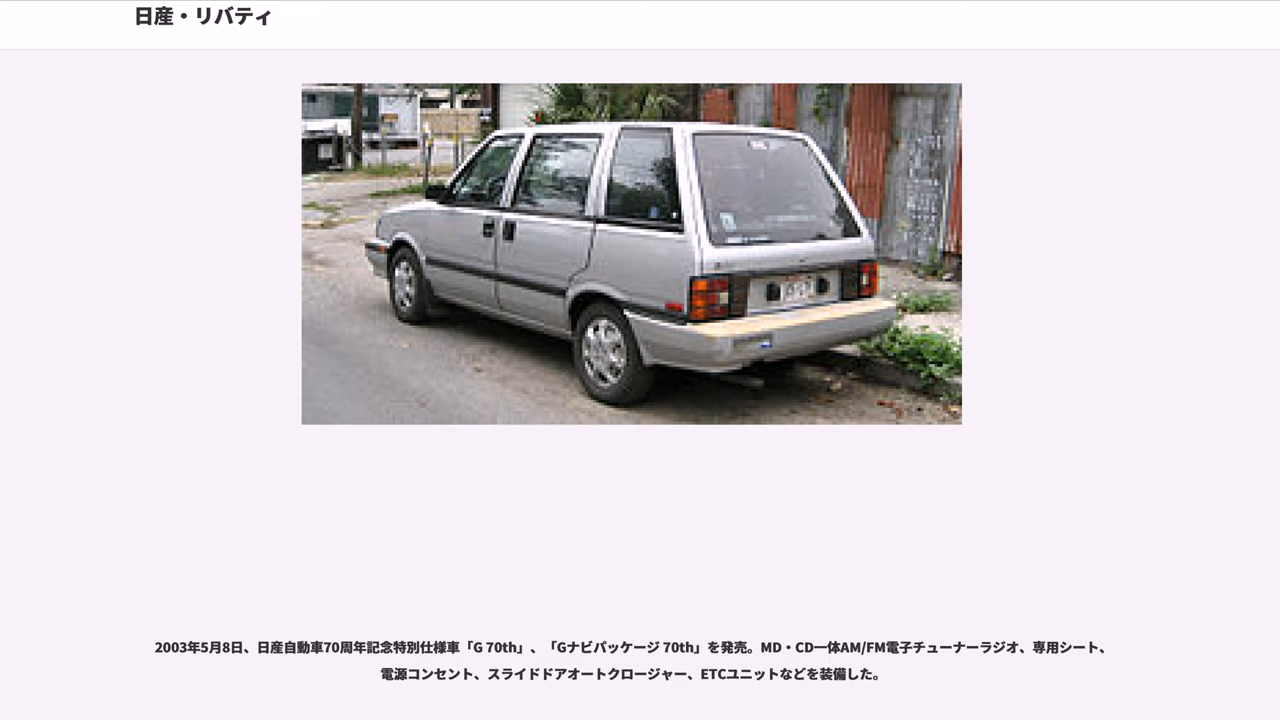 日産・リバティ
2003年5月8日、日産自動車70周年記念特別仕様車「G 70th」、「Gナビパッケージ 70th」を発売。MD・CD一体AM/FM電子チューナーラジオ、専用シート、
電源コンセント、スライドドアオートクロージャー、ETCユニットなどを装備した。